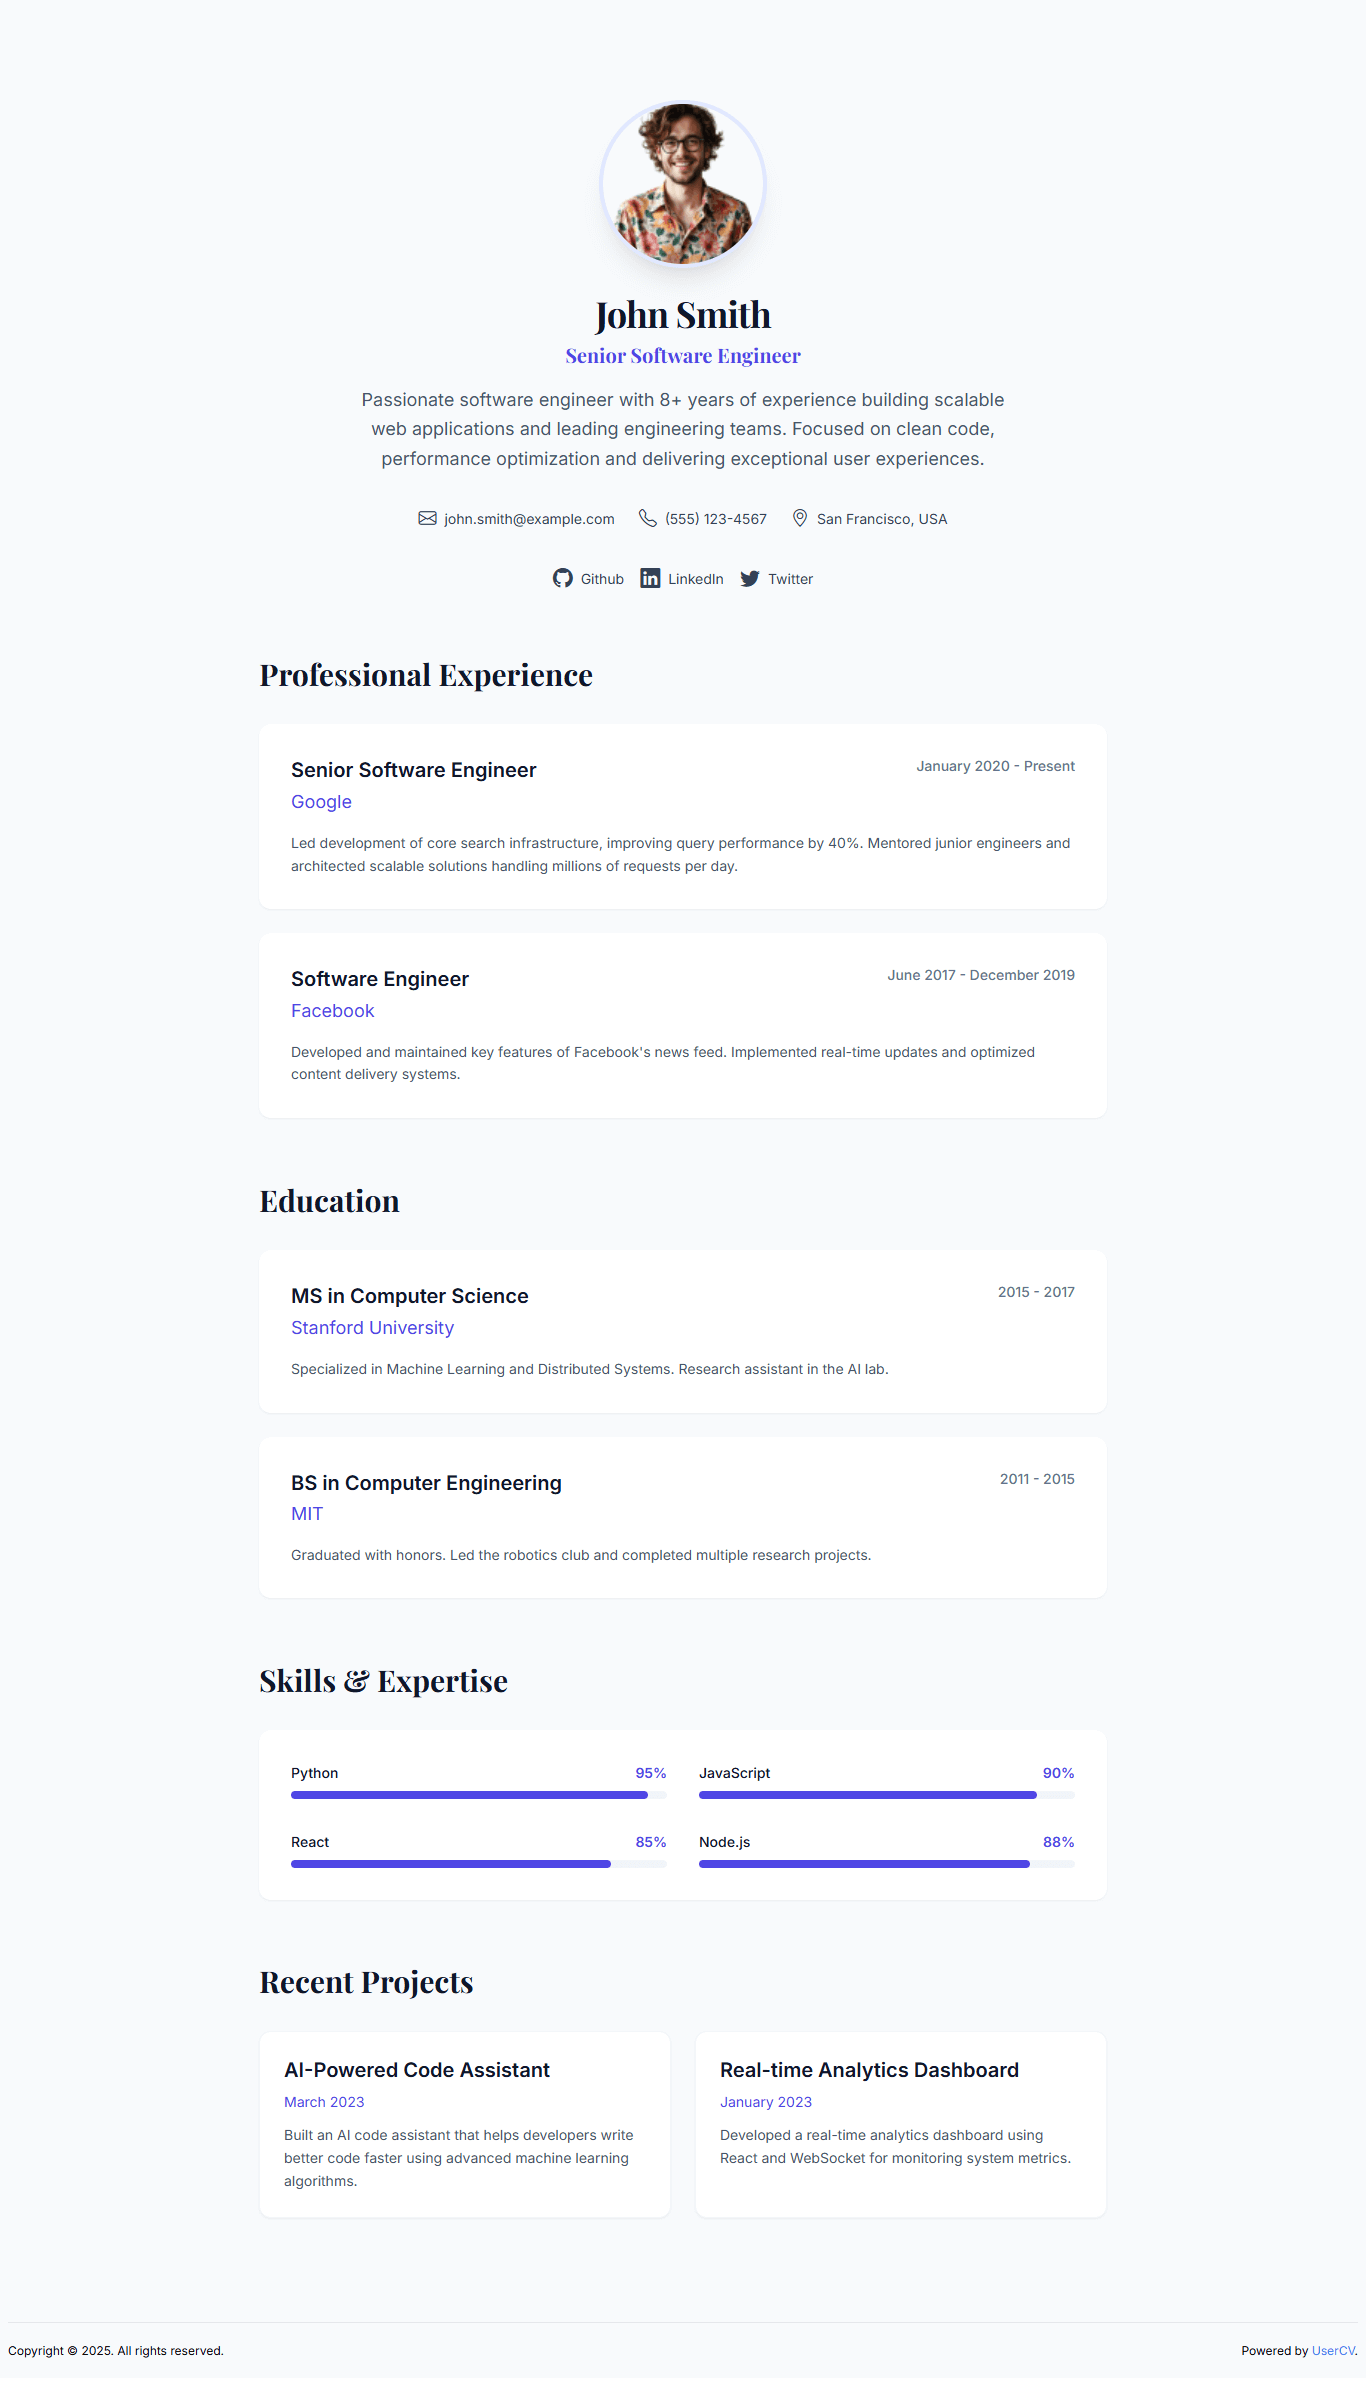 John Smith
Senior Software Engineer
Passionate software engineer with 8+ years of experience building scalable
web applications and leading engineering teams. Focused on clean code,
performance optimization and delivering exceptional user experiences.
john.smith@example.com (555) 123-4567 San Francisco, USA
Github LinkedIn Twitter
Professional Experience
Senior Software Engineer January 2020 - Present
Google
Led development of core search infrastructure, improving query performance by 40%. Mentored junior engineers and
architected scalable solutions handling millions of requests per day.
Software Engineer June 2017 - December 2019
Facebook
Developed and maintained key features of Facebook's news feed. Implemented real-time updates and optimized
content delivery systems.
Education
MS in Computer Science 2015 - 2017
Stanford University
Specialized in Machine Learning and Distributed Systems. Research assistant in the AI lab.
BS in Computer Engineering 2011 - 2015
MIT
Graduated with honors. Led the robotics club and completed multiple research projects.
Skills & Expertise
Python 95% JavaScript 90%
React 85% Node.js 88%
Recent Projects
AI-Powered Code Assistant
March 2023
Built an AI code assistant that helps developers write
better code faster using advanced machine learning
algorithms.
Real-time Analytics Dashboard
January 2023
Developed a real-time analytics dashboard using
React and WebSocket for monitoring system metrics.
Copyright © 2025. All rights reserved. Powered by UserCV.